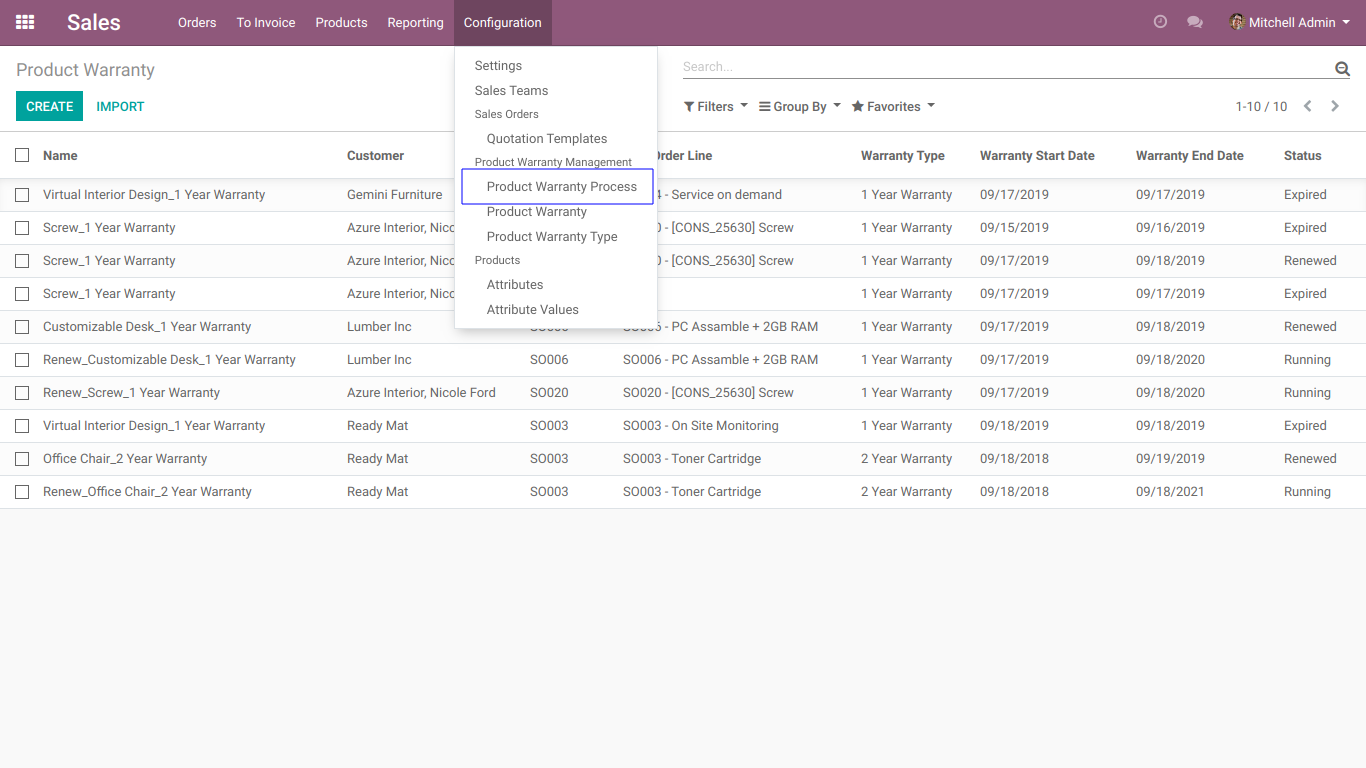 Sales Orders To Invoice Products Reporting Configuration Mitchell Admin
Product Warranty
Search...
CREATE IMPORT
Filters Group By Favorites 1-10 / 10
Settings
Sales Teams
Sales Orders
Quotation Templates
Product Warranty Management
Product Warranty Process
Product Warranty
Product Warranty Type
Products
Attributes
Attribute Values
Name Customer Order Line Warranty Type Warranty Start Date Warranty End Date Status
Virtual Interior Design_1 Year Warranty Gemini Furniture 4 - Service on demand 1 Year Warranty 09/17/2019 09/17/2019 Expired
Screw_1 Year Warranty Azure Interior, Nico - [CONS_25630] Screw 1 Year Warranty 09/15/2019 09/16/2019 Expired
Screw_1 Year Warranty Azure Interior, Nico - [CONS_25630] Screw 1 Year Warranty 09/17/2019 09/18/2019 Renewed
Screw_1 Year Warranty Azure Interior, Nico 1 Year Warranty 09/17/2019 09/17/2019 Expired
Customizable Desk_1 Year Warranty Lumber Inc - PC Assamble + 2GB RAM 1 Year Warranty 09/17/2019 09/18/2019 Renewed
Renew_Customizable Desk_1 Year Warranty Lumber Inc SO006 SO006 - PC Assamble + 2GB RAM 1 Year Warranty 09/17/2019 09/18/2020 Running
Renew_Screw_1 Year Warranty Azure Interior, Nicole Ford SO020 SO020 - [CONS_25630] Screw 1 Year Warranty 09/17/2019 09/18/2020 Running
Virtual Interior Design_1 Year Warranty Ready Mat SO003 SO003 - On Site Monitoring 1 Year Warranty 09/18/2019 09/18/2019 Expired
Office Chair_2 Year Warranty Ready Mat SO003 SO003 - Toner Cartridge 2 Year Warranty 09/18/2018 09/19/2019 Renewed
Renew_Office Chair_2 Year Warranty Ready Mat SO003 SO003 - Toner Cartridge 2 Year Warranty 09/18/2018 09/18/2021 Running